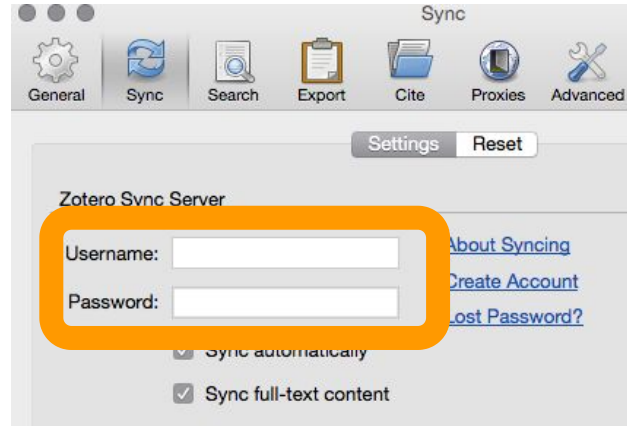 Sync
General Sync Search Export Cite Proxies Advanced
Settings Reset
Zotero Sync Server
Username:
About Syncing
Create Account
Password:
Lost Password?
Sync automatically
Sync full-text content